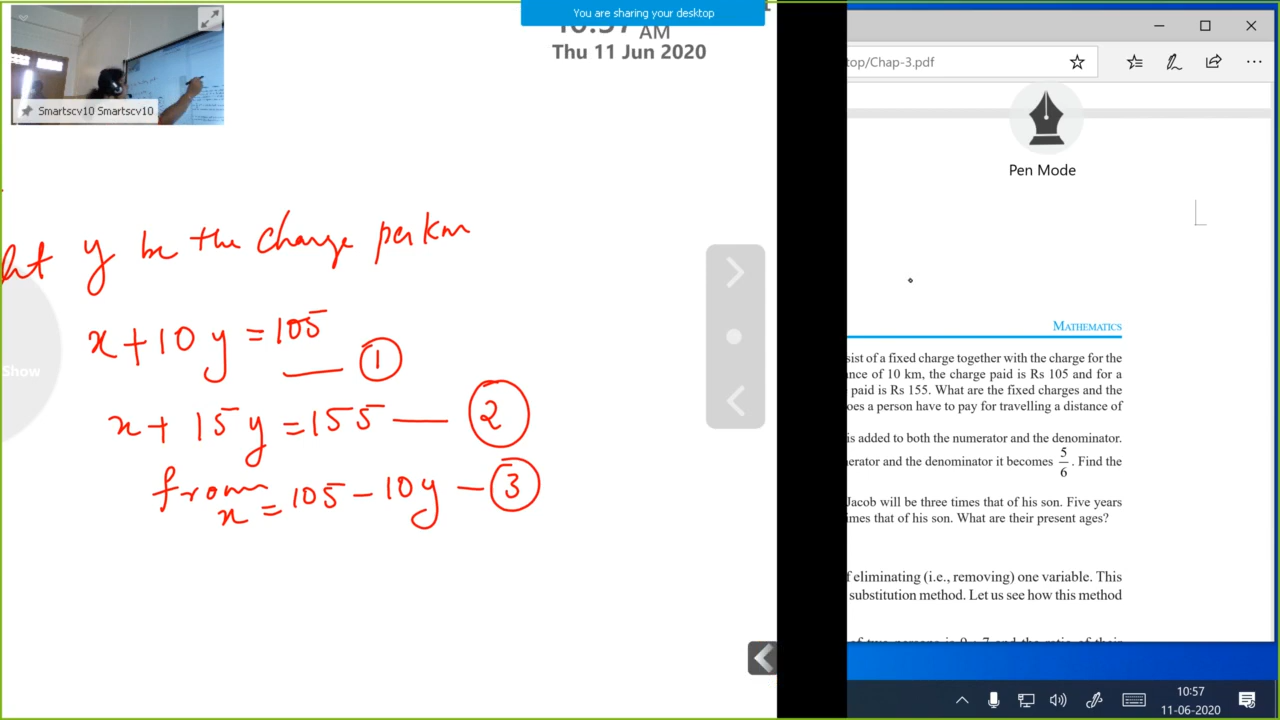 You are sharing your desktop
AM
Thu 11 Jun 2020
Smartscv10 Smartscv10
y be the charge per km
x + 10 y = 105
— 1
x + 15 y = 155 — 2
from
x = 105 - 10y — 3
Show
top/Chap-3.pdf
Pen Mode
MATHEMATICS
sist of a fixed charge together with the charge for the
ance of 10 km, the charge paid is Rs 105 and for a
paid is Rs 155. What are the fixed charges and the
oes a person have to pay for travelling a distance of
is added to both the numerator and the denominator.
erator and the denominator it becomes 5/6. Find the
Jacob will be three times that of his son. Five years
imes that of his son. What are their present ages?
f eliminating (i.e., removing) one variable. This
substitution method. Let us see how this method
10:57
11-06-2020